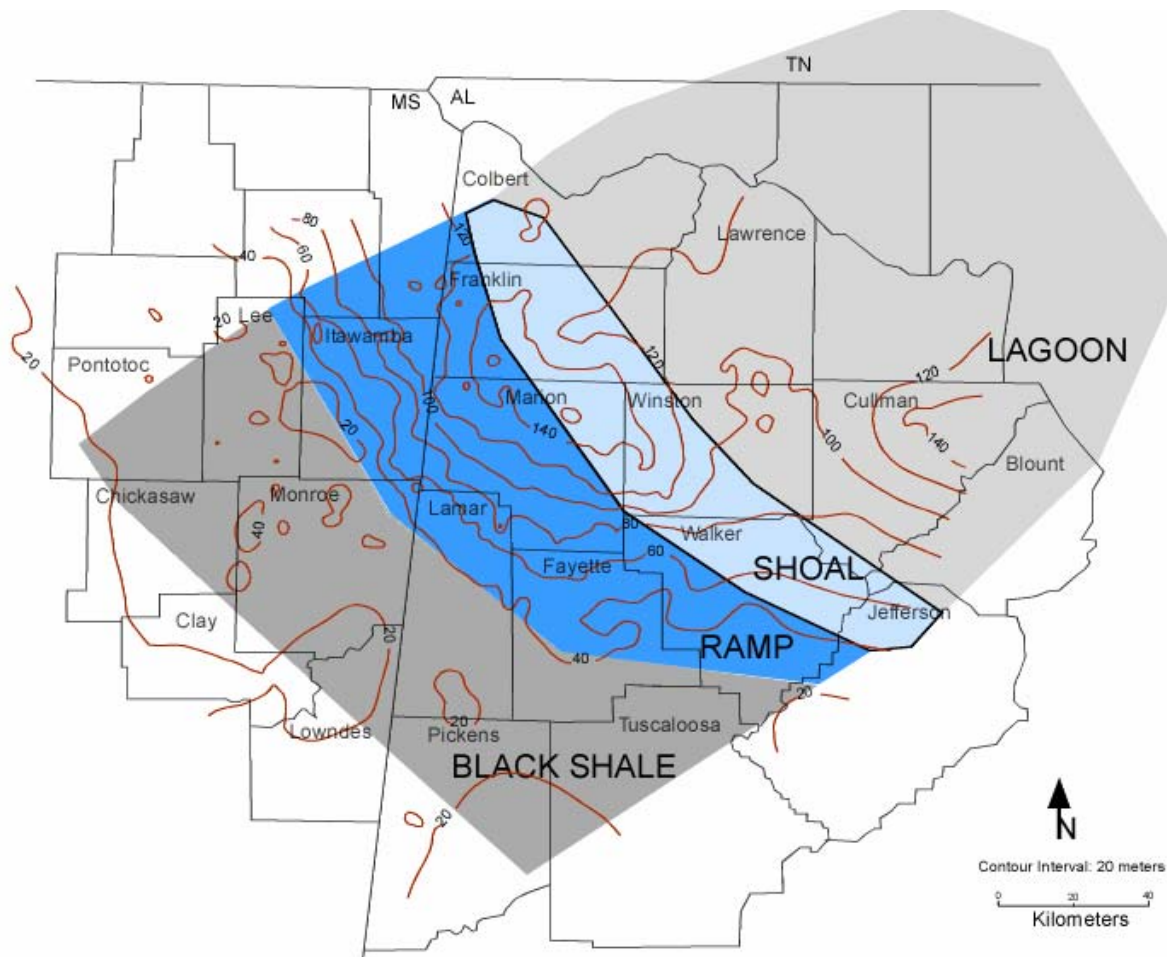 TN
MS
AL
Colbert
80
120
Lawrence
40
60
Franklin
Lee
20
Itawamba
LAGOON
20
Pontotoc
120
120
100
Marion
Winston
Cullman
140
20
100
140
Blount
Chickasaw
Monroe
Lamar
40
80
Walker
60
Fayette
SHOAL
Jefferson
Clay
20
RAMP
40
20
Lowndes
20
Pickens
Tuscaloosa
BLACK SHALE
20
N
Contour Interval: 20 meters
0 20 40
Kilometers